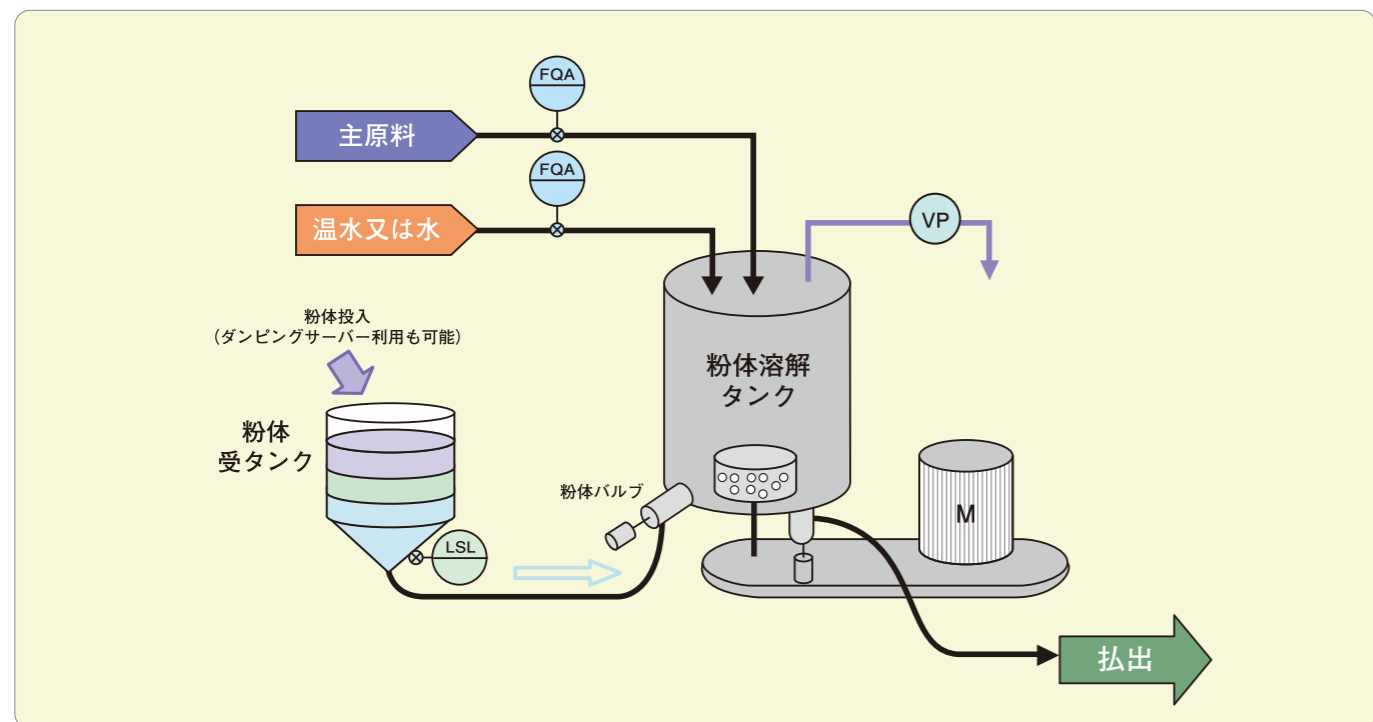 FQA
主原料
FQA
温水又は水
VP
粉体投入
（ダンピングサーバー利用も可能）
粉体溶解
タンク
粉体
受タンク
粉体バルブ
M
LSL
払出